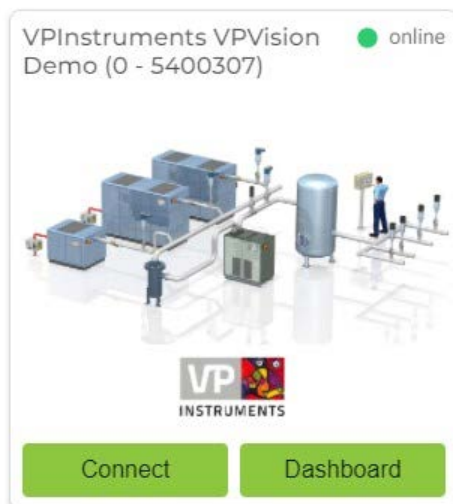 VPInstruments VPVision
online
Demo (0 - 5400307)
VP
INSTRUMENTS
Connect
Dashboard